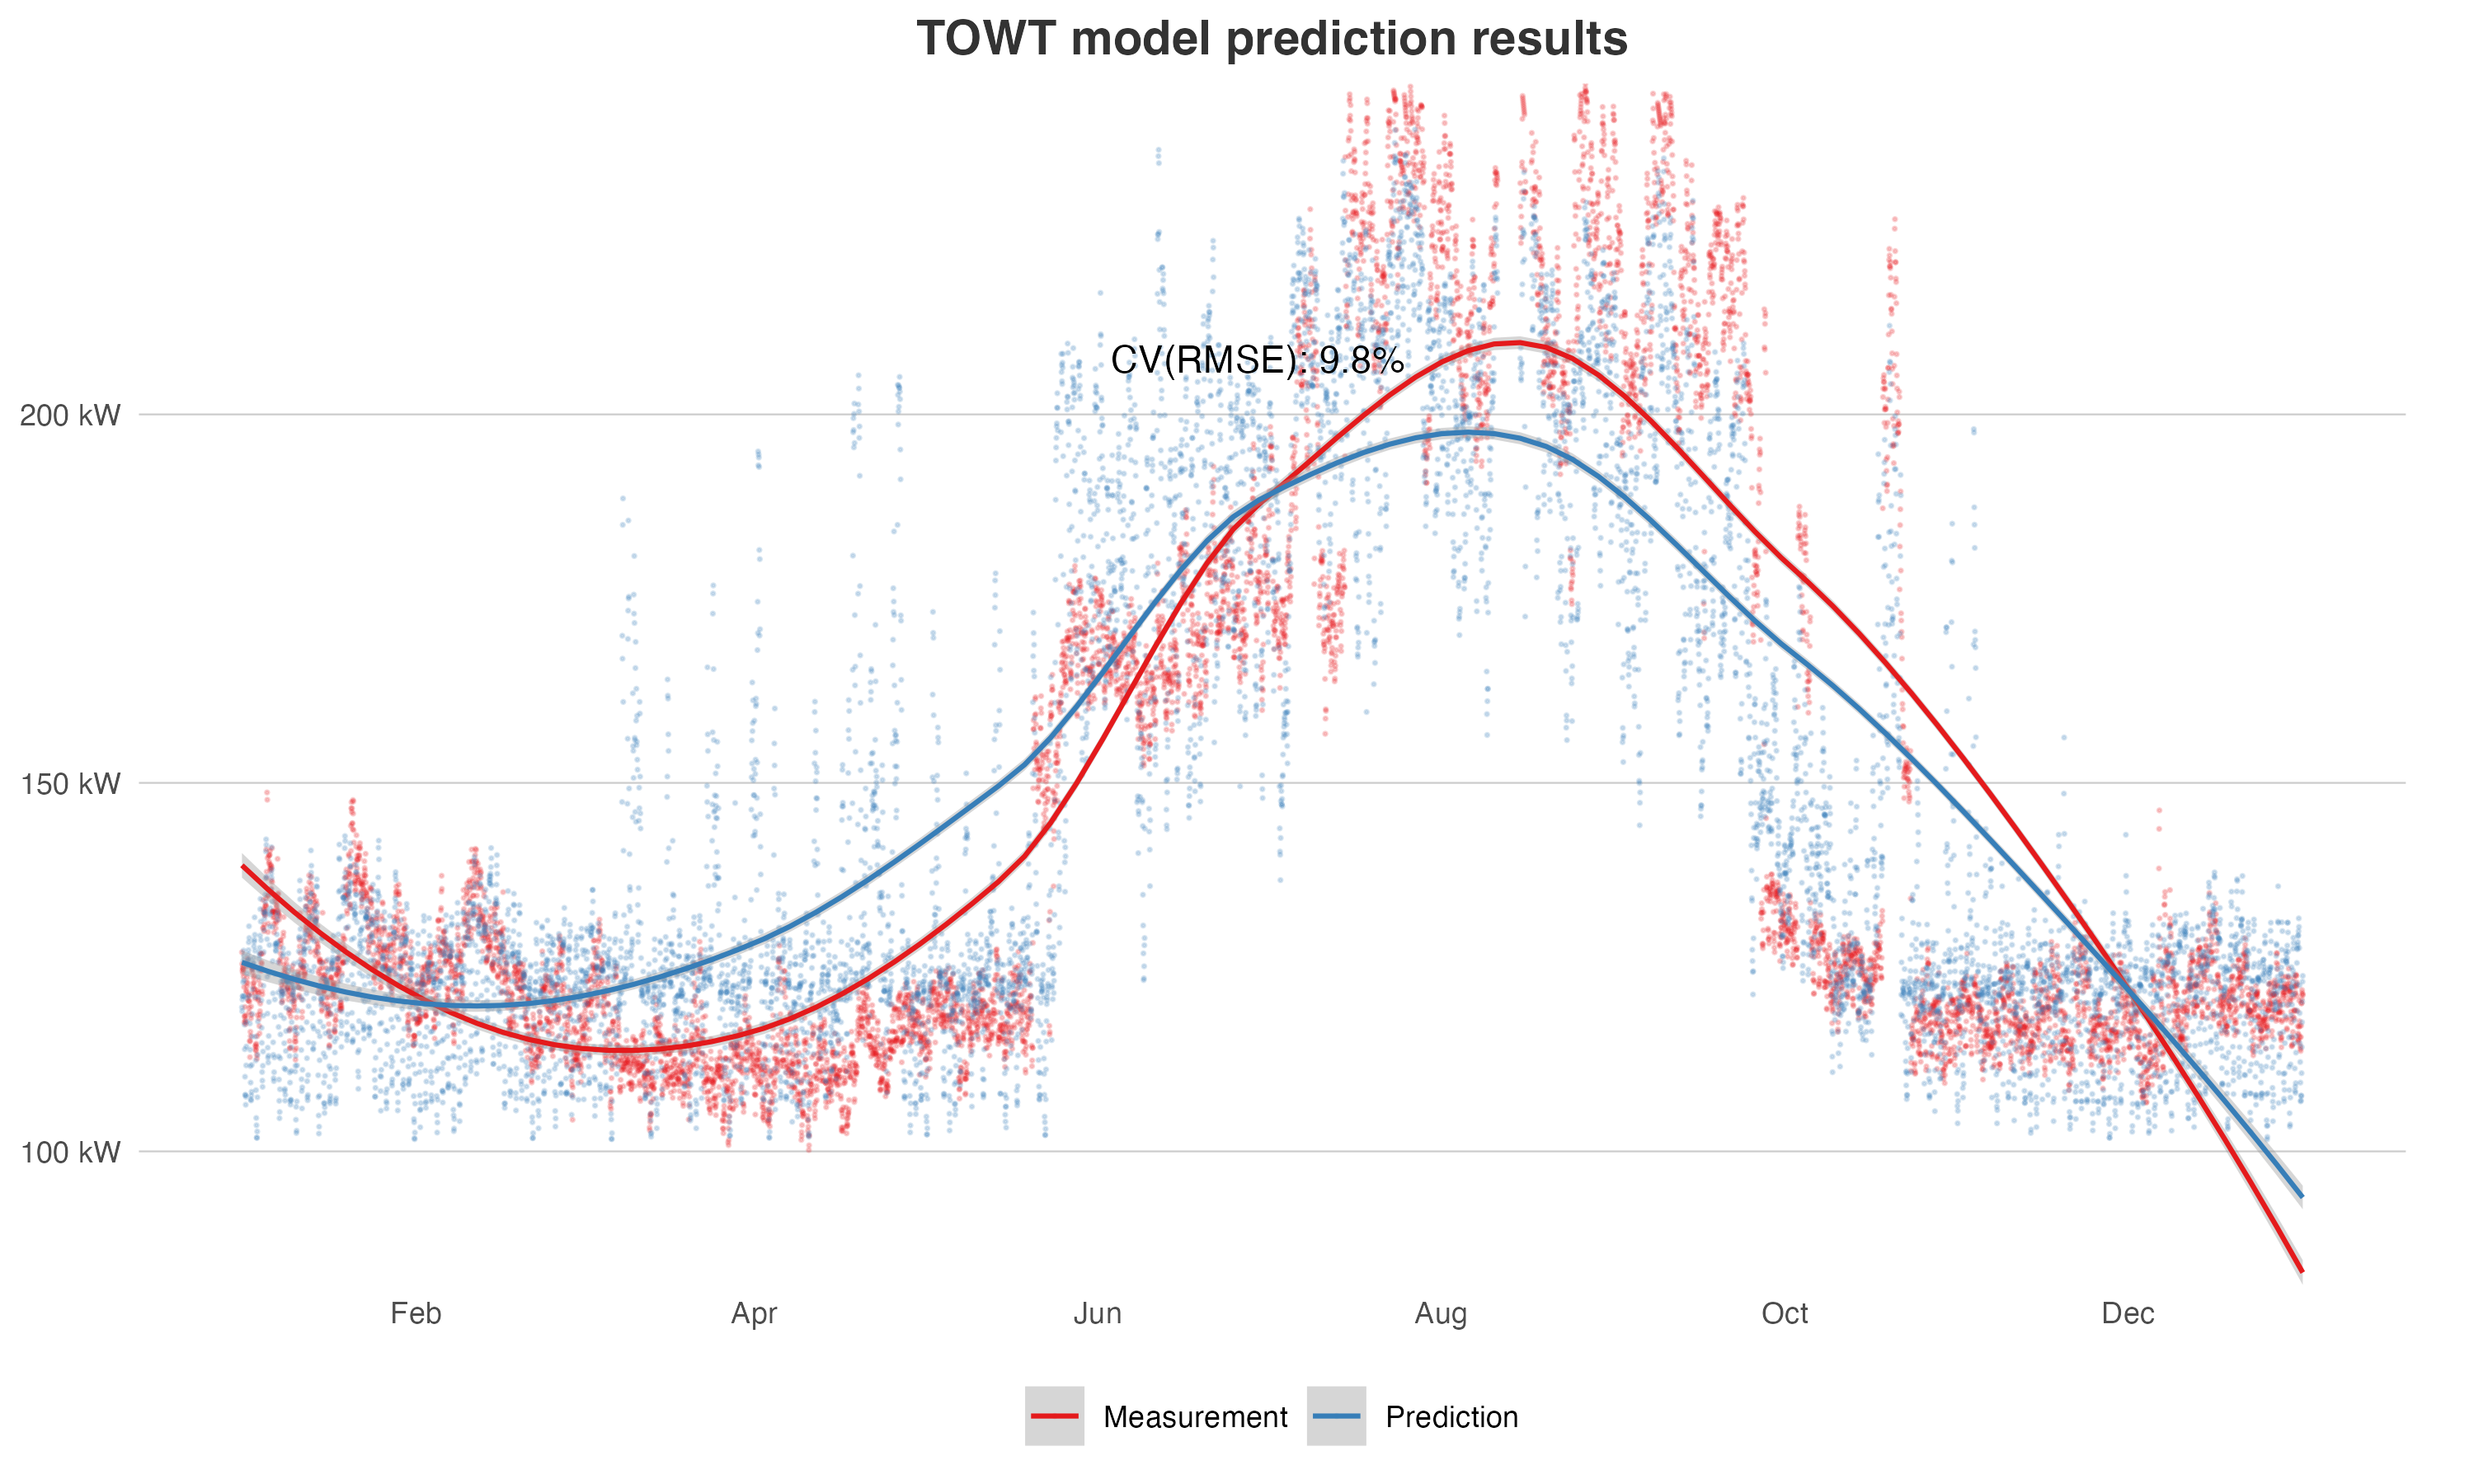 TOWT model prediction results
CV(RMSE): 9.8%
200 kW
150 kW
100 kW
Feb Apr Jun Aug Oct Dec
Measurement Prediction